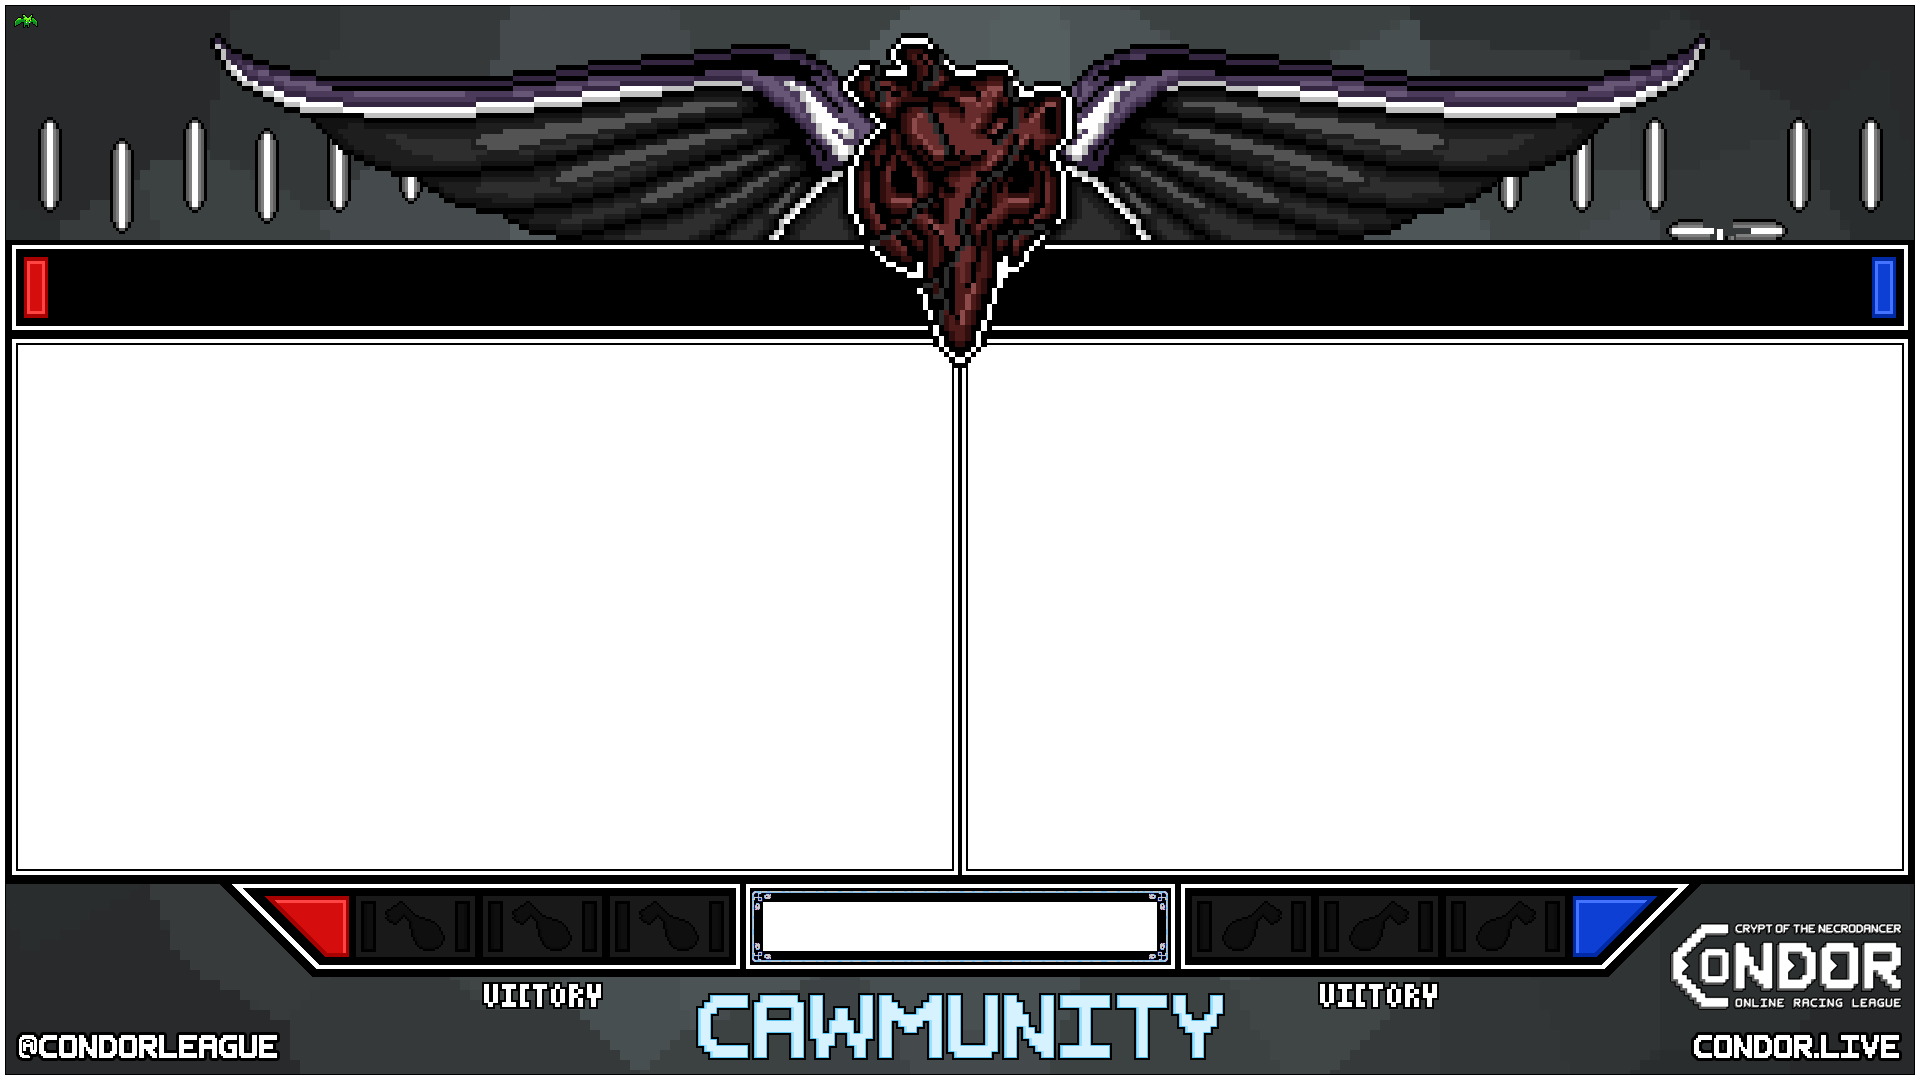 VICTORY
VICTORY
CAWMUNITY
@CONDORLEAGUE
CRYPT OF THE NECRODANCER
CONDOR
ONLINE RACING LEAGUE
CONDOR.LIVE